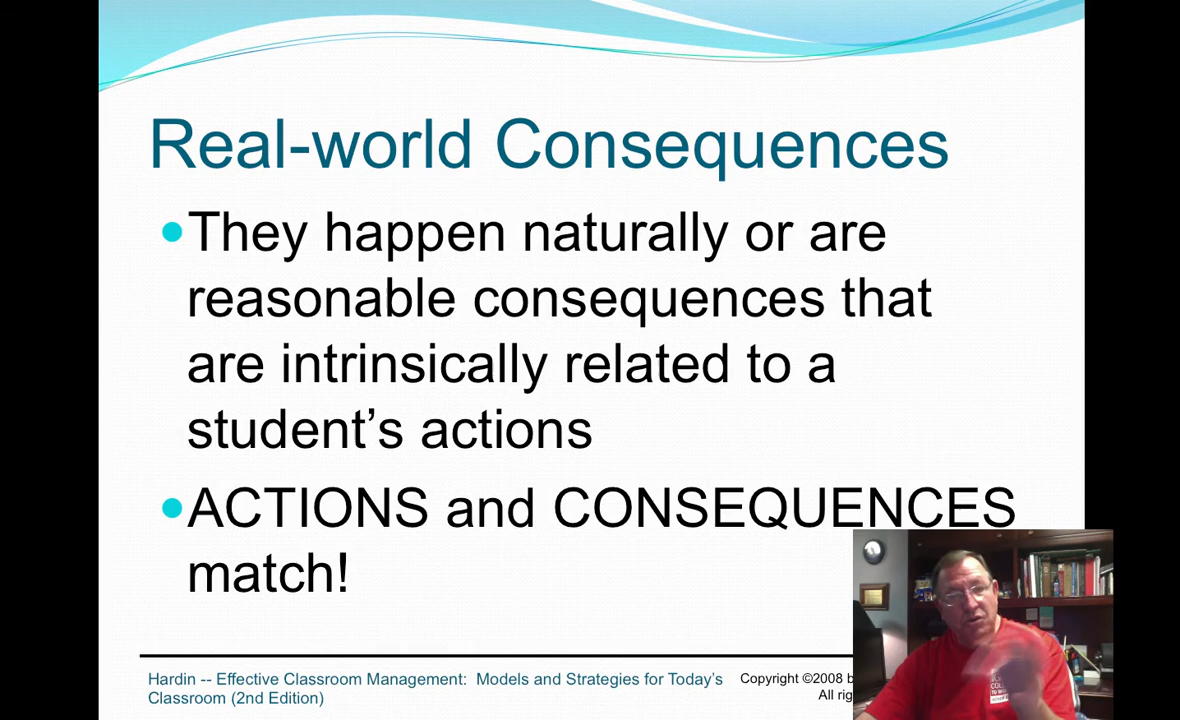 Real-world Consequences
They happen naturally or are
reasonable consequences that
are intrinsically related to a
student’s actions
ACTIONS and CONSEQUENCES
match!
Hardin -- Effective Classroom Management: Models and Strategies for Today’s
Classroom (2nd Edition)
Copyright ©2008
All